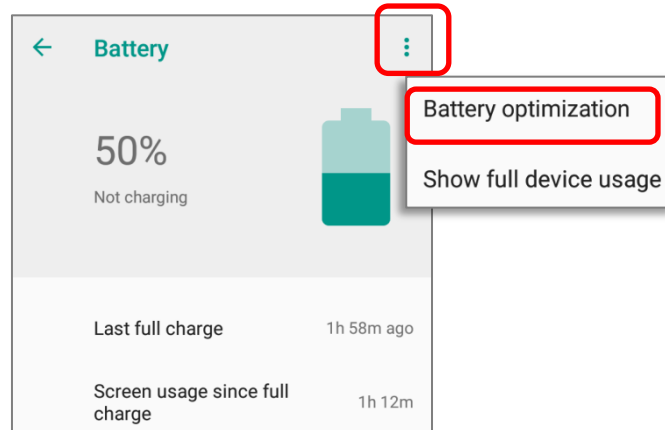 Battery
Battery optimization
50%
Not charging
Show full device usage
Last full charge
1h 58m ago
Screen usage since full
charge
1h 12m